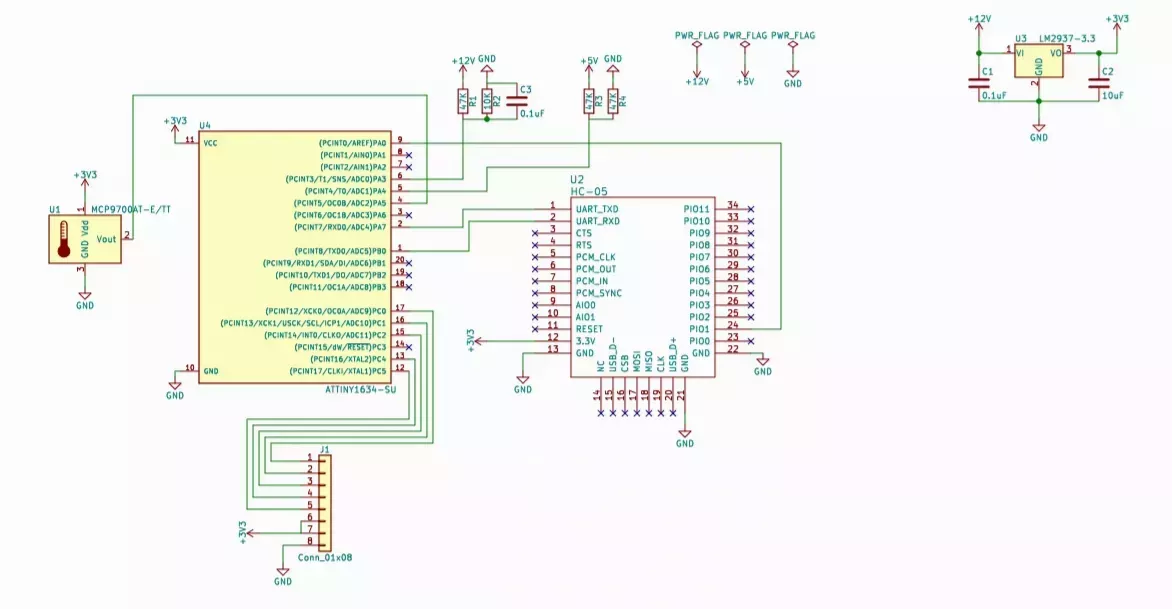 +12V
+3V3
U3 LM2937-3.3
1 VI VO 3
GND
2
C1
0.1uF
C2
10uF
GND
PWR_FLAG PWR_FLAG PWR_FLAG
+12V
+5V
GND
+12V GND
47K R1
10K R2
C3
0.1uF
+5V GND
47K R3
47K R4
+3V3
U4
11 VCC
10 GND
GND
(PCINT0/AREF)PA0 9
(PCINT1/AIN0)PA1 8
(PCINT2/AIN1)PA2 7
(PCINT3/T1/SNS/ADC0)PA3 6
(PCINT4/T0/ADC1)PA4 5
(PCINT5/OC0B/ADC2)PA5 4
(PCINT6/OC1B/ADC3)PA6 3
(PCINT7/RXD0/ADC4)PA7 2
(PCINT8/TXD0/ADC5)PB0 1
(PCINT9/RXD1/SDA/DI/ADC6)PB1 20
(PCINT10/TXD1/DO/ADC7)PB2 19
(PCINT11/OC1A/ADC8)PB3 18
(PCINT12/XCK0/OC0A/ADC9)PC0 17
(PCINT13/XCK1/USCK/SCL/ICP1/ADC10)PC1 16
(PCINT14/INT0/CLKO/ADC11)PC2 15
(PCINT15/dW/RESET)PC3 14
(PCINT16/XTAL2)PC4 13
(PCINT17/CLKI/XTAL1)PC5 12
ATTINY1634-SU
+3V3
U1 1 MCP9700AT-E/TT
Vdd
GND
Vout 2
3
GND
U2
HC-05
1 UART_TXD
2 UART_RXD
3 CTS
4 RTS
5 PCM_CLK
6 PCM_OUT
7 PCM_IN
8 PCM_SYNC
9 AIO0
10 AIO1
11 RESET
12 3.3V
13 GND
+3V3
GND
PIO11 34
PIO10 33
PIO9 32
PIO8 31
PIO7 30
PIO6 29
PIO5 28
PIO4 27
PIO3 26
PIO2 25
PIO1 24
PIO0 23
GND 22
GND
NC 14
USB_D- 15
CSB 16
MOSI 17
MISO 18
CLK 19
USB_D+ 20
GND 21
GND
J1
1
2
3
4
5
6
7
8
+3V3
Conn_01x08
GND